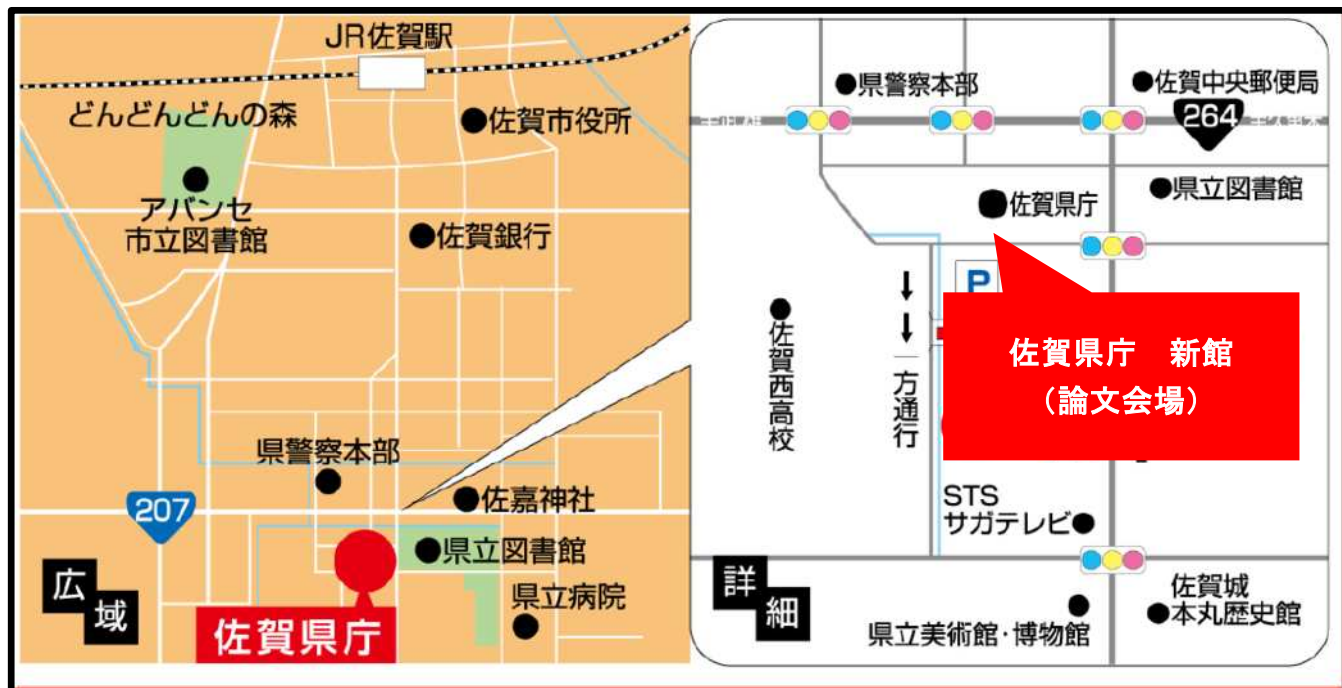 JR佐賀駅
どんどんどんの森
佐賀市役所
アバンセ
市立図書館
佐賀銀行
県警察本部
207
佐嘉神社
県立図書館
県立病院
広域
佐賀県庁
県警察本部
佐賀中央郵便局
264
県立図書館
佐賀県庁
P
佐賀西高校
一方通行
佐賀県庁 新館
（論文会場）
STS
サガテレビ
詳細
県立美術館・博物館
佐賀城
本丸歴史館